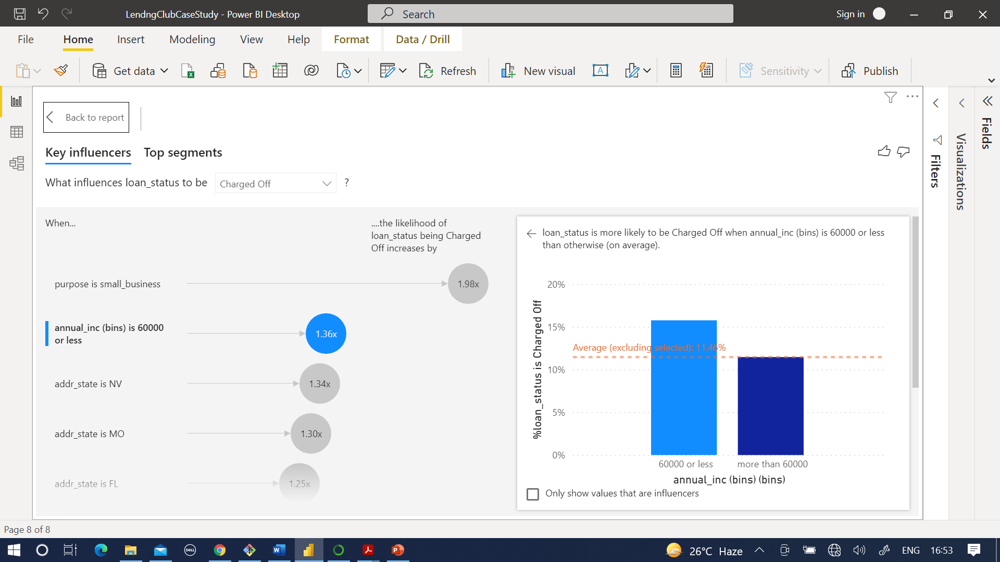 LendngClubCaseStudy - Power BI Desktop
Search
Sign in
File
Home
Insert
Modeling
View
Help
Format
Data / Drill
Get data
Refresh
New visual
Sensitivity
Publish
Back to report
Key influencers
Top segments
What influences loan_status to be
Charged Off
?
When...
....the likelihood of
loan_status being Charged
Off increases by
purpose is small_business
1.98x
annual_inc (bins) is 60000
or less
1.36x
addr_state is NV
1.34x
addr_state is MO
1.30x
addr_state is FL
1.25x
loan_status is more likely to be Charged Off when annual_inc (bins) is 60000 or less
than otherwise (on average).
%loan_status is Charged Off
20%
15%
10%
5%
0%
Average (excluding selected): 11.46%
60000 or less
more than 60000
annual_inc (bins) (bins)
Only show values that are influencers
Filters
Visualizations
Fields
Page 8 of 8
DELL
26°C Haze
ENG
16:53